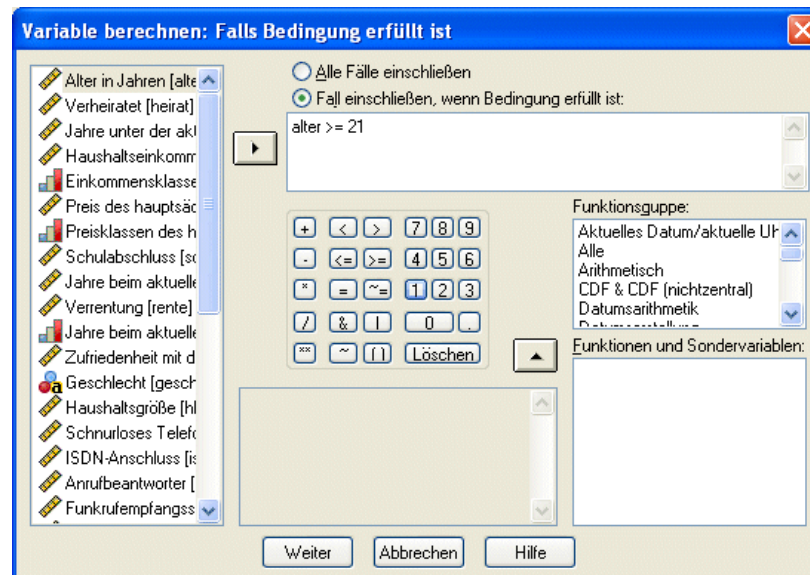 Variable berechnen: Falls Bedingung erfüllt ist
Alter in Jahren [alte
Verheiratet [heirat]
Jahre unter der akt
Haushaltseinkomm
Einkommensklasse
Preis des hauptsäc
Preisklassen des h
Schulabschluss [sc
Jahre beim aktuelle
Verrentung [rente]
Jahre beim aktuelle
Zufriedenheit mit d
Geschlecht [gesch
Haushaltsgröße [hl
Schnurloses Telefo
ISDN-Anschluss [is
Anrufbeantworter [
Funkrufempfangss
Alle Fälle einschließen
Fall einschließen, wenn Bedingung erfüllt ist:
alter >= 21
+ < > 7 8 9
- <= >= 4 5 6
* = ~= 1 2 3
/ & | 0 .
** ~ ( ) Löschen
Funktionsgruppe:
Aktuelles Datum/aktuelle Uh
Alle
Arithmetisch
CDF & CDF (nichtzentral)
Datumsarithmetik
Funktionen und Sondervariablen:
Weiter Abbrechen Hilfe